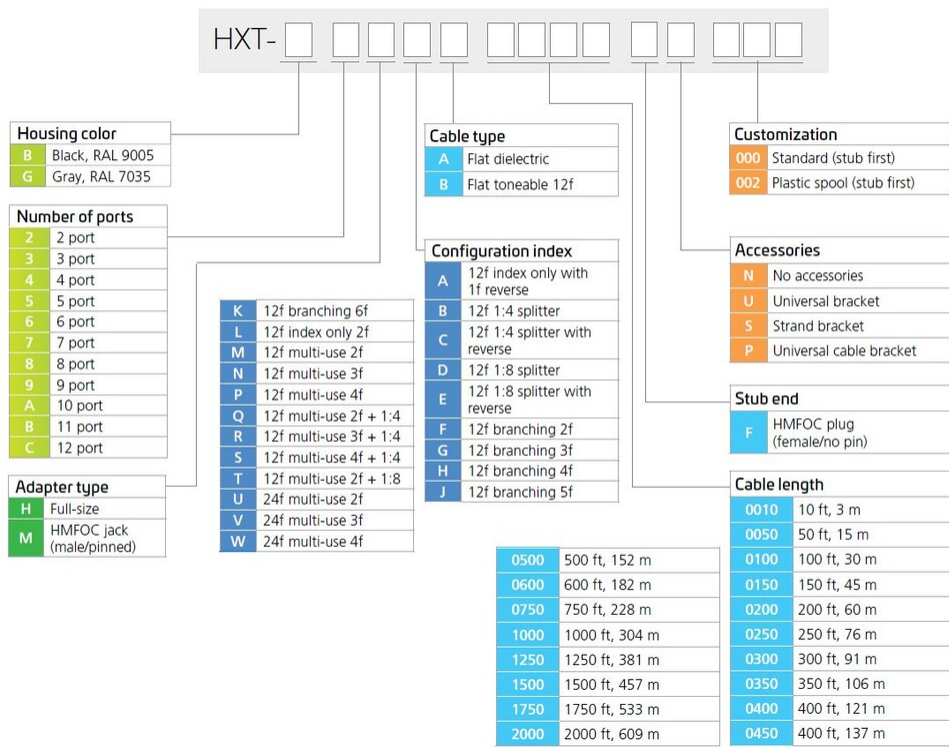 HXT-
Housing color
B Black, RAL 9005
G Gray, RAL 7035
Number of ports
2 2 port
3 3 port
4 4 port
5 5 port
6 6 port
7 7 port
8 8 port
9 9 port
A 10 port
B 11 port
C 12 port
Adapter type
H Full-size
M HMFOC jack
(male/pinned)
K 12f branching 6f
L 12f index only 2f
M 12f multi-use 2f
N 12f multi-use 3f
P 12f multi-use 4f
Q 12f multi-use 2f + 1:4
R 12f multi-use 3f + 1:4
S 12f multi-use 4f + 1:4
T 12f multi-use 2f + 1:8
U 24f multi-use 2f
V 24f multi-use 3f
W 24f multi-use 4f
Cable type
A Flat dielectric
B Flat toneable 12f
Configuration index
A 12f index only with
1f reverse
B 12f 1:4 splitter
C 12f 1:4 splitter with
reverse
D 12f 1:8 splitter
E 12f 1:8 splitter with
reverse
F 12f branching 2f
G 12f branching 3f
H 12f branching 4f
J 12f branching 5f
Customization
000 Standard (stub first)
002 Plastic spool (stub first)
Accessories
N No accessories
U Universal bracket
S Strand bracket
P Universal cable bracket
Stub end
F HMFOC plug
(female/no pin)
Cable length
0010 10 ft, 3 m
0050 50 ft, 15 m
0100 100 ft, 30 m
0150 150 ft, 45 m
0200 200 ft, 60 m
0250 250 ft, 76 m
0300 300 ft, 91 m
0350 350 ft, 106 m
0400 400 ft, 121 m
0450 400 ft, 137 m
0500 500 ft, 152 m
0600 600 ft, 182 m
0750 750 ft, 228 m
1000 1000 ft, 304 m
1250 1250 ft, 381 m
1500 1500 ft, 457 m
1750 1750 ft, 533 m
2000 2000 ft, 609 m